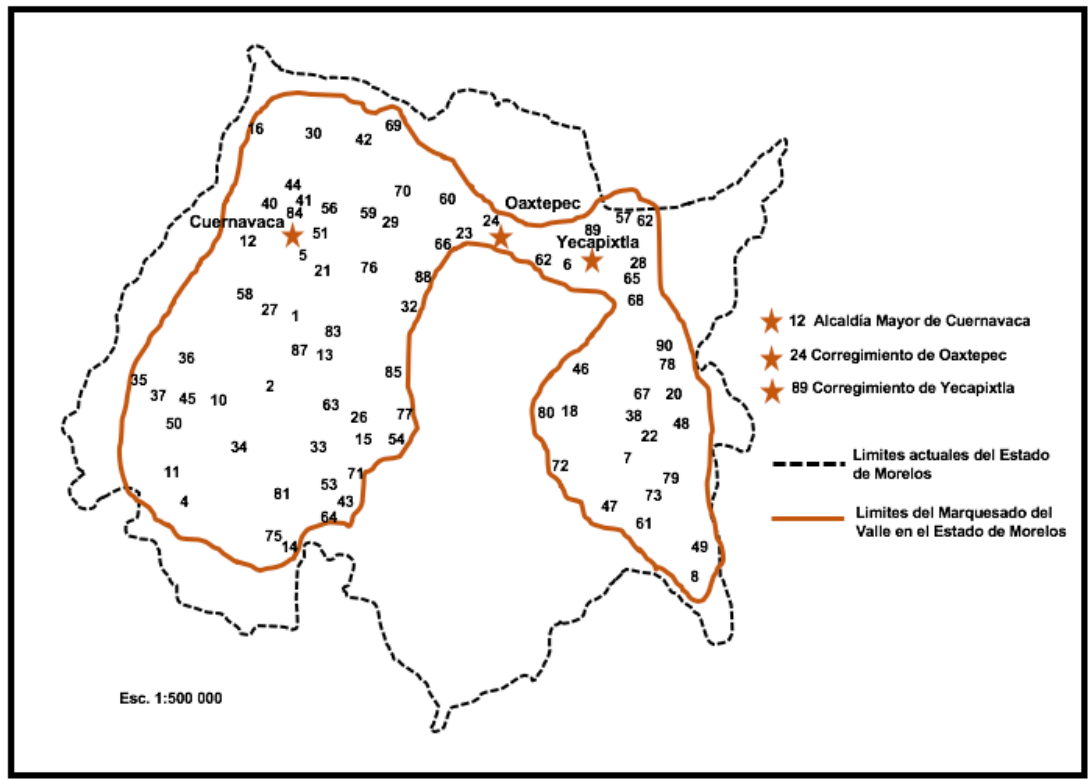 16 30 42 69
44 70
40 41 56 59 60 Oaxtepec
84 29 24 57 62
Cuernavaca 51 23 89
12 66 Yecapixtla
5 62 6 28
21 76 88 65
58 68
27 1 32
83
87 13 90
36 78
35 85 46
37 45 10 2 67 20
63 26 77 80 18 38 48
50 15 54 22
34 33 7
11 71 72
53 79
4 81 43 47 73
64 61
75 14 49
8
12 Alcaldía Mayor de Cuernavaca
24 Corregimiento de Oaxtepec
89 Corregimiento de Yecapixtla
Limites actuales del Estado
de Morelos
Limites del Marquesado del
Valle en el Estado de Morelos
Esc. 1:500 000